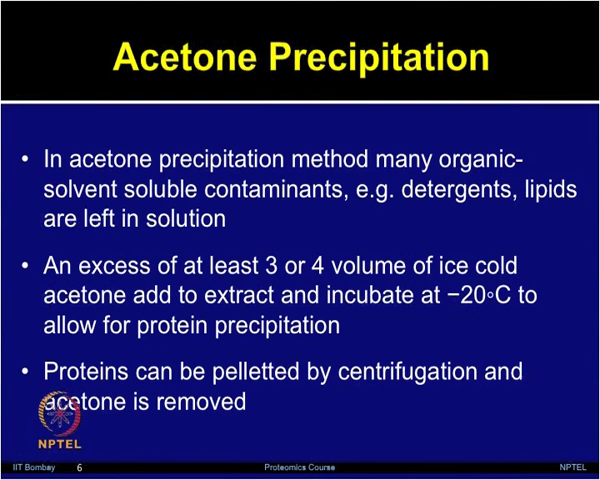 Acetone Precipitation
• In acetone precipitation method many organic-
solvent soluble contaminants, e.g. detergents, lipids
are left in solution
• An excess of at least 3 or 4 volume of ice cold
acetone add to extract and incubate at −20◦C to
allow for protein precipitation
• Proteins can be pelletted by centrifugation and
acetone is removed
NPTEL
IIT Bombay 6 Proteomics Course NPTEL